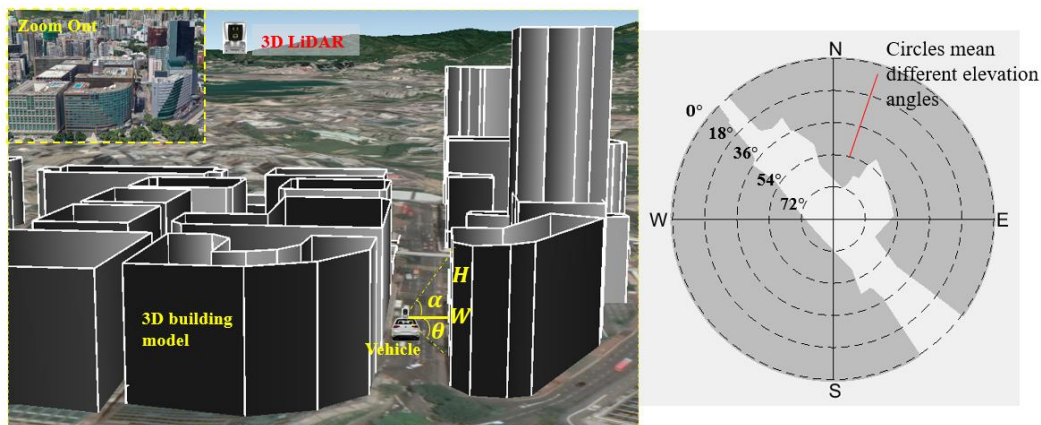 Zoom Out
3D LiDAR
3D building
model
H
α
W
θ
Vehicle
N
Circles mean
different elevation
angles
0°
18°
36°
54°
72°
W
E
S